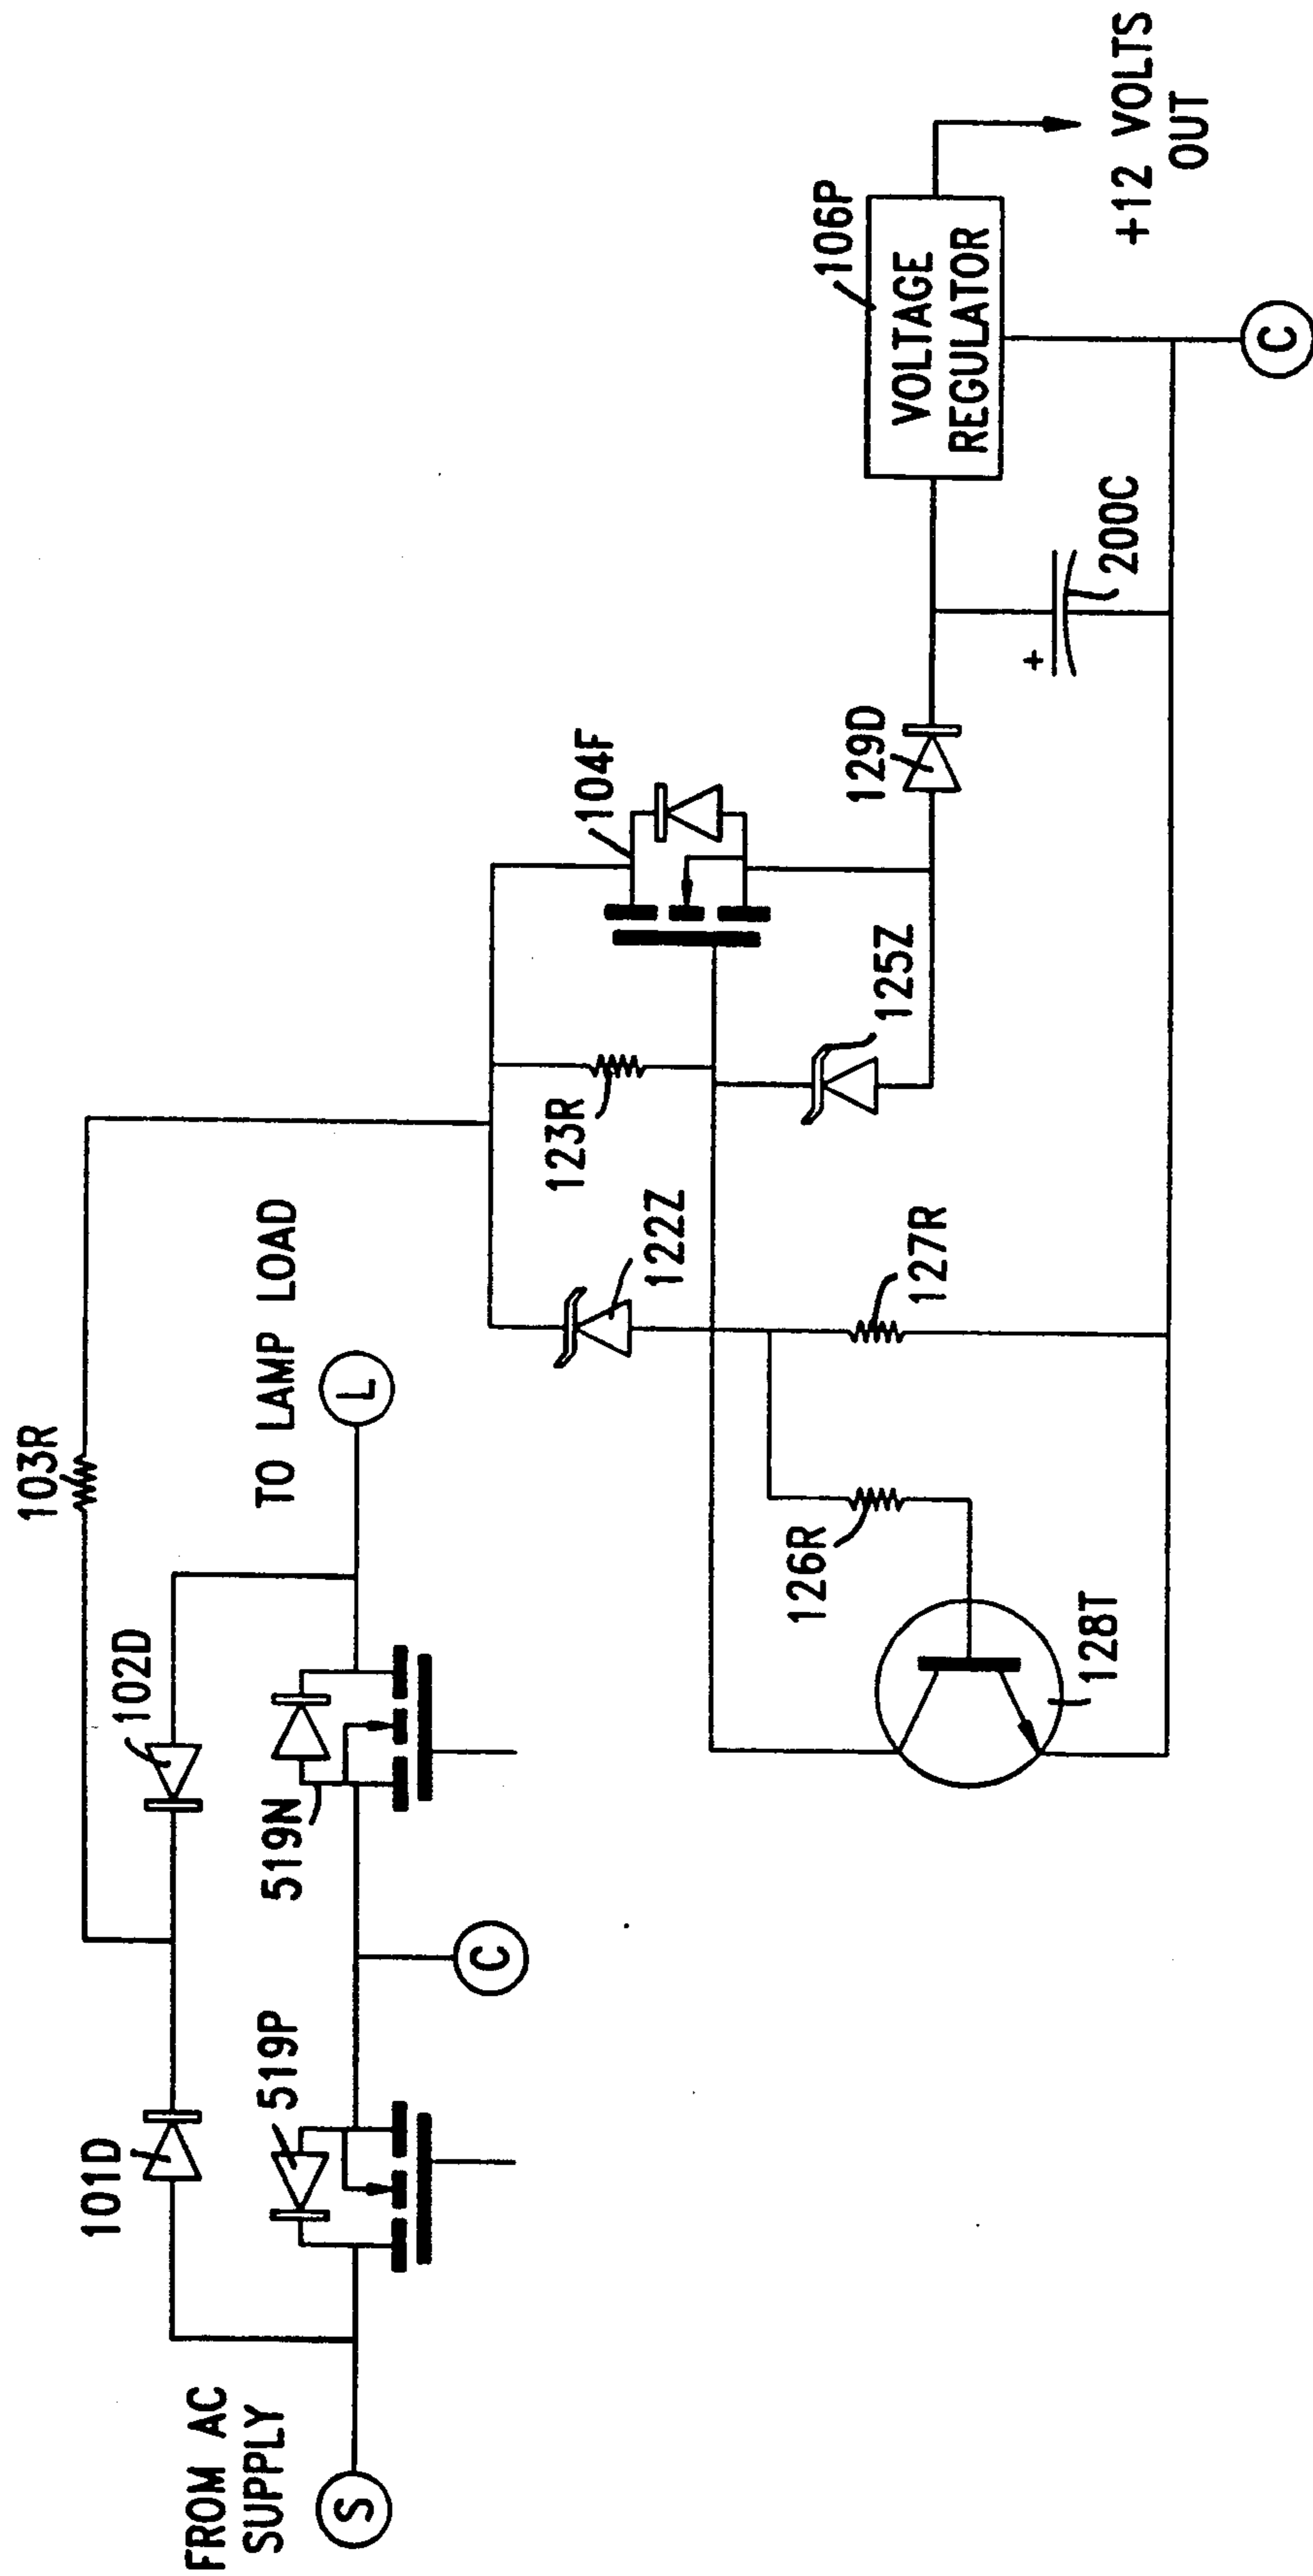 FROM AC
SUPPLY
S
101D
519P
C
519N
102D
L
TO LAMP LOAD
103R
128T
126R
127R
122Z
123R
125Z
104F
129D
+
200C
106P
VOLTAGE
REGULATOR
+12 VOLTS
OUT
C